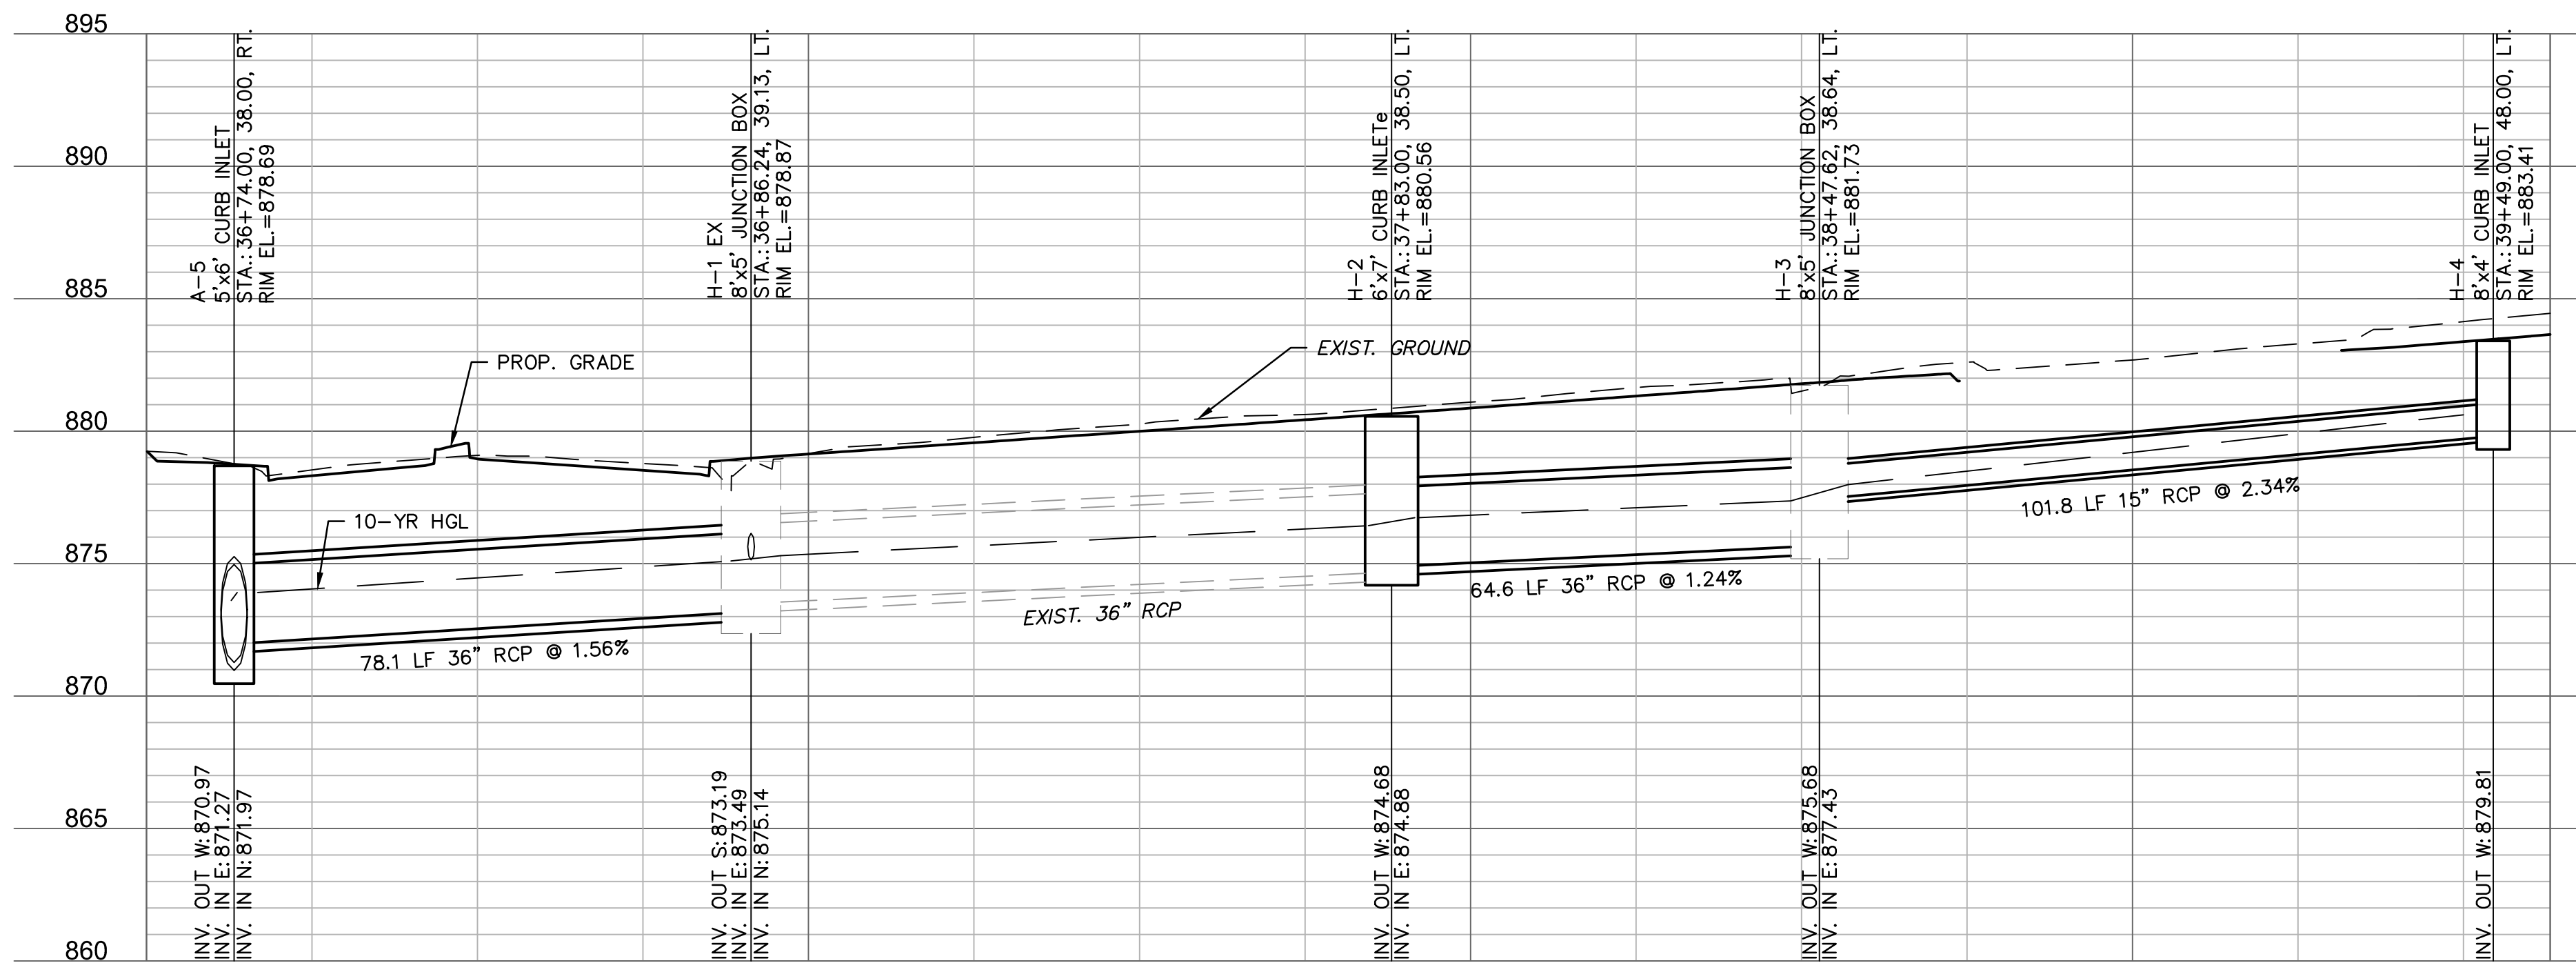 895
890
885
880
875
870
865
860
A-5
5'x6' CURB INLET
STA.: 36+74.00, 38.00, RT.
RIM EL.=878.69
H-1 EX
8'x5' JUNCTION BOX
STA.: 36+86.24, 39.13, LT.
RIM EL.=878.87
H-2
6'x7' CURB INLETe
STA.: 37+83.00, 38.50, LT.
RIM EL.=880.56
H-3
8'x5' JUNCTION BOX
STA.: 38+47.62, 38.64, LT.
RIM EL.=881.73
H-4
8'x4' CURB INLET
STA.: 39+49.00, 48.00, LT.
RIM EL.=883.41
PROP. GRADE
EXIST. GROUND
10-YR HGL
78.1 LF 36" RCP @ 1.56%
EXIST. 36" RCP
64.6 LF 36" RCP @ 1.24%
101.8 LF 15" RCP @ 2.34%
INV. OUT W: 870.97
INV. IN E: 871.27
INV. IN N: 871.97
INV. OUT S: 873.19
INV. IN E: 873.49
INV. IN N: 875.14
INV. OUT W: 874.68
INV. IN E: 874.88
INV. OUT W: 875.68
INV. IN E: 877.43
INV. OUT W: 879.81